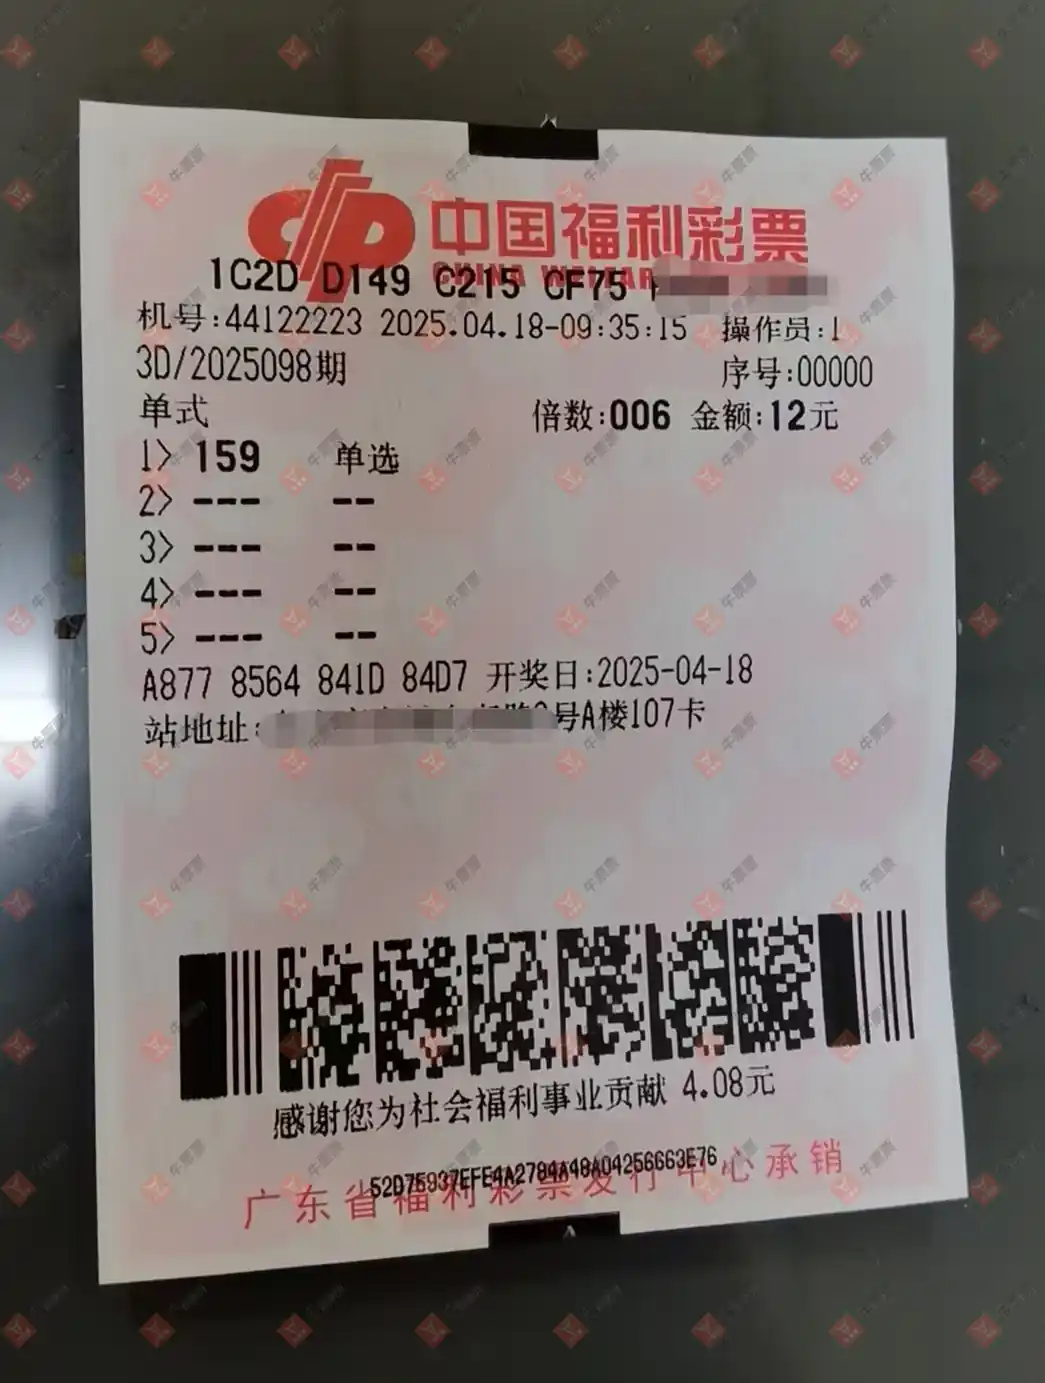 中国福利彩票
CHINA WELFAR
1C2D D149 C215 CF75
机号:44122223 2025.04.18-09:35:15 操作员:1
3D/2025098期 序号:00000
单式 倍数:006 金额:12元
1> 159 单选
2> --- --
3> --- --
4> --- --
5> --- --
A877 8564 841D 84D7 开奖日:2025-04-18
站地址: 号A楼107卡
感谢您为社会福利事业贡献 4.08元
52D75937EFE4A2784A48A04256663E76
广东省福利彩票发行中心承销
牛票票